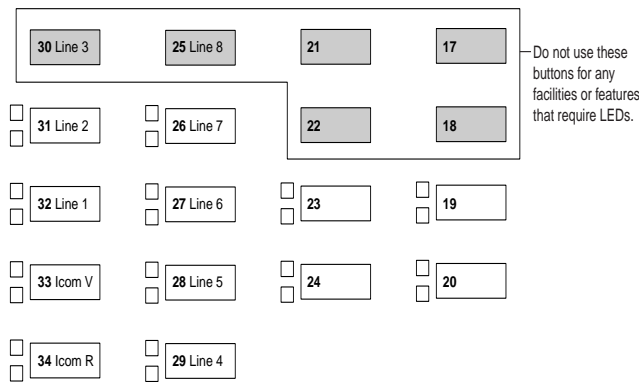 30 Line 3
25 Line 8
21
17
Do not use these
buttons for any
facilities or features
that require LEDs.
31 Line 2
26 Line 7
22
18
32 Line 1
27 Line 6
23
19
33 Icom V
28 Line 5
24
20
34 Icom R
29 Line 4